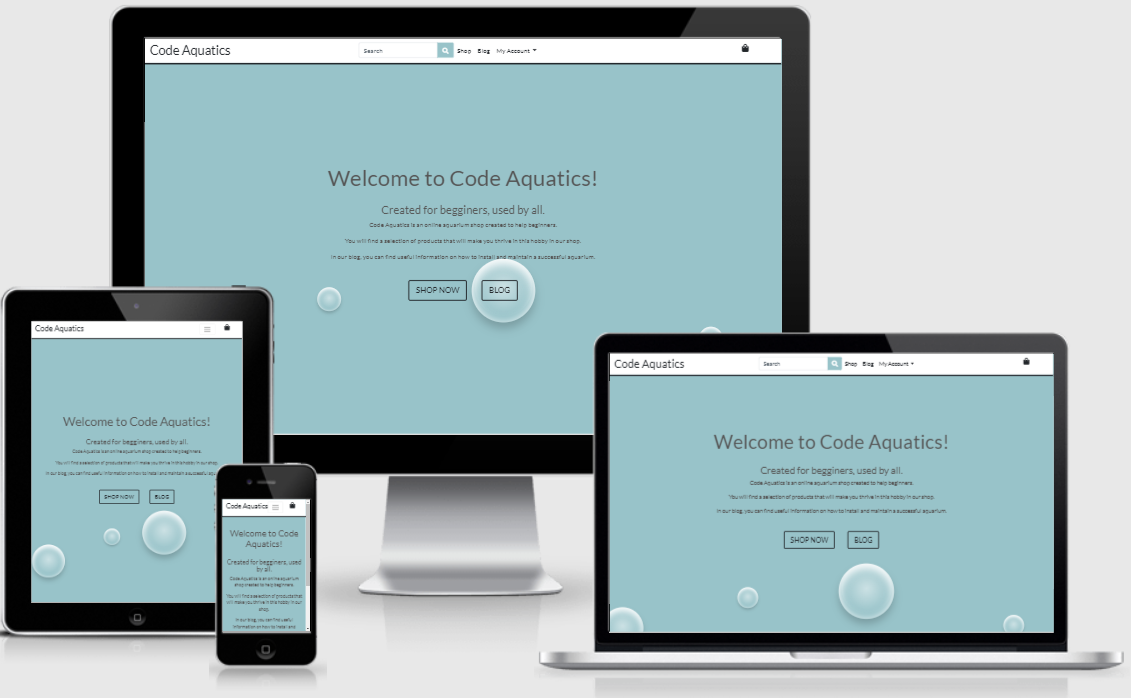 Code Aquatics
Search Shop Blog My Account
Welcome to Code Aquatics!
Created for begginers, used by all.
Code Aquatics is an online aquarium shop created to help beginners.
You will find a selection of products that will make you thrive in this hobby in our shop.
In our blog, you can find useful information on how to install and maintain a successful aquarium.
SHOP NOW BLOG
Code Aquatics
Welcome to Code Aquatics!
Created for begginers, used by all.
Code Aquatics is an online aquarium shop created to help beginners.
You will find a selection of products that will make you thrive in this hobby in our shop.
In our blog, you can find useful information on how to install and maintain a successful
SHOP NOW BLOG
Code Aquatics
Welcome to Code
Aquatics!
Created for begginers, used
by all.
Code Aquatics is an online aquarium
shop created to help beginners.
You will find a selection of products that
will make you thrive in this hobby in our
shop.
In our blog, you can find useful
information on how to install and
Code Aquatics
Search Shop Blog My Account
Welcome to Code Aquatics!
Created for begginers, used by all.
Code Aquatics is an online aquarium shop created to help beginners.
You will find a selection of products that will make you thrive in this hobby in our shop.
In our blog, you can find useful information on how to install and maintain a successful aquarium.
SHOP NOW BLOG